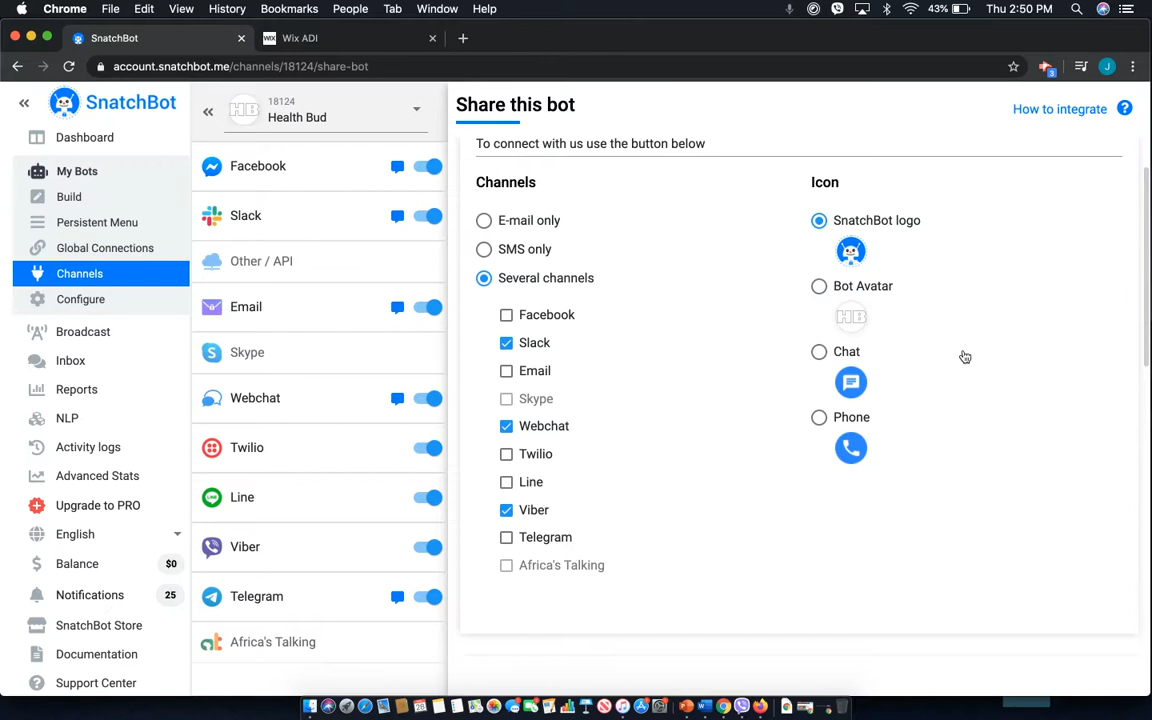 Chrome File Edit View History Bookmarks People Tab Window Help 43% Thu 2:50 PM
SnatchBot WIX Wix ADI
account.snatchbot.me/channels/18124/share-bot 3 J
SnatchBot
Dashboard
My Bots
Build
Persistent Menu
Global Connections
Channels
Configure
Broadcast
Inbox
Reports
NLP
Activity logs
Advanced Stats
Upgrade to PRO
English
Balance $0
Notifications 25
SnatchBot Store
Documentation
Support Center
HB
18124
Health Bud
Facebook
Slack
Other / API
Email
Skype
Webchat
Twilio
Line
Viber
Telegram
Africa's Talking
Share this bot
How to integrate ?
To connect with us use the button below
Channels
E-mail only
SMS only
Several channels
Facebook
Slack
Email
Skype
Webchat
Twilio
Line
Viber
Telegram
Africa's Talking
Icon
SnatchBot logo
Bot Avatar
HB
Chat
Phone